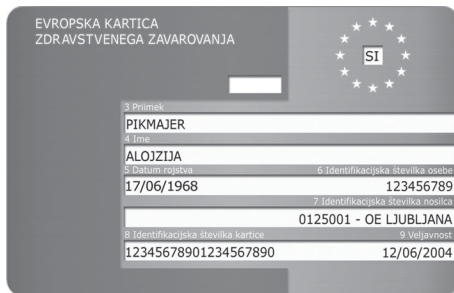 EVROPSKA KARTICA
ZDRAVSTVENEGA ZAVAROVANJA
SI
3 Priimek
PIKMAJER
4 Ime
ALOJZIJA
5 Datum rojstva 6 Identifikacijska številka osebe
17/06/1968 123456789
7 Identifikacijska številka nosilca
0125001 - OE LJUBLJANA
8 Identifikacijska številka kartice 9 Veljavnost
12345678901234567890 12/06/2004